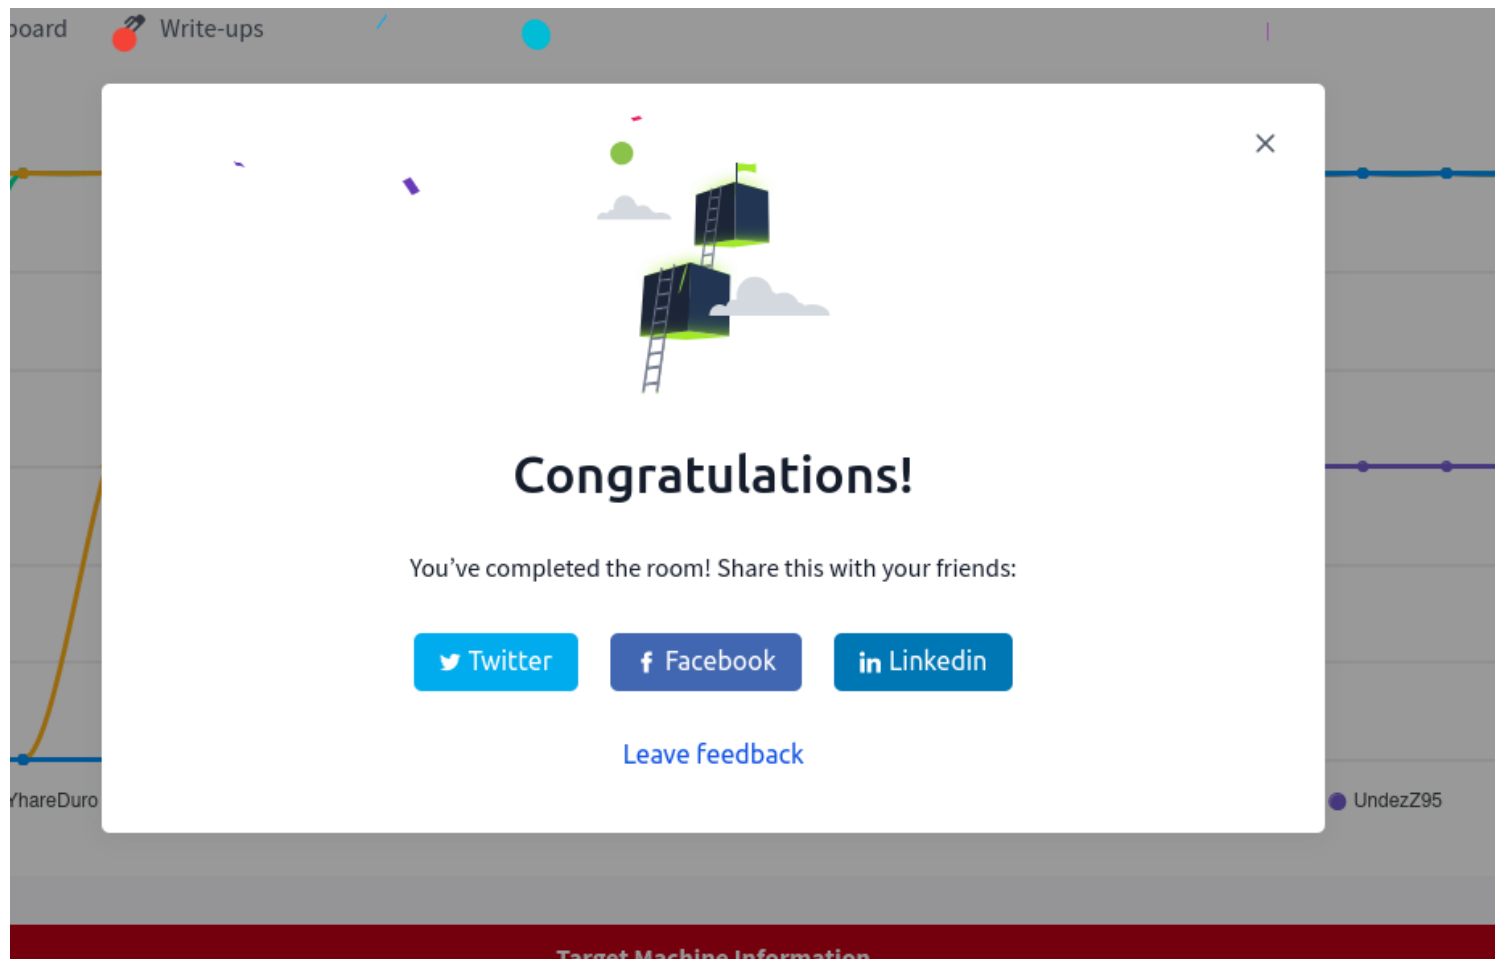 Write-ups
Congratulations!
You’ve completed the room! Share this with your friends:
Twitter
Facebook
Linkedin
Leave feedback
YhareDuro
UndezZ95
Target Machine Information